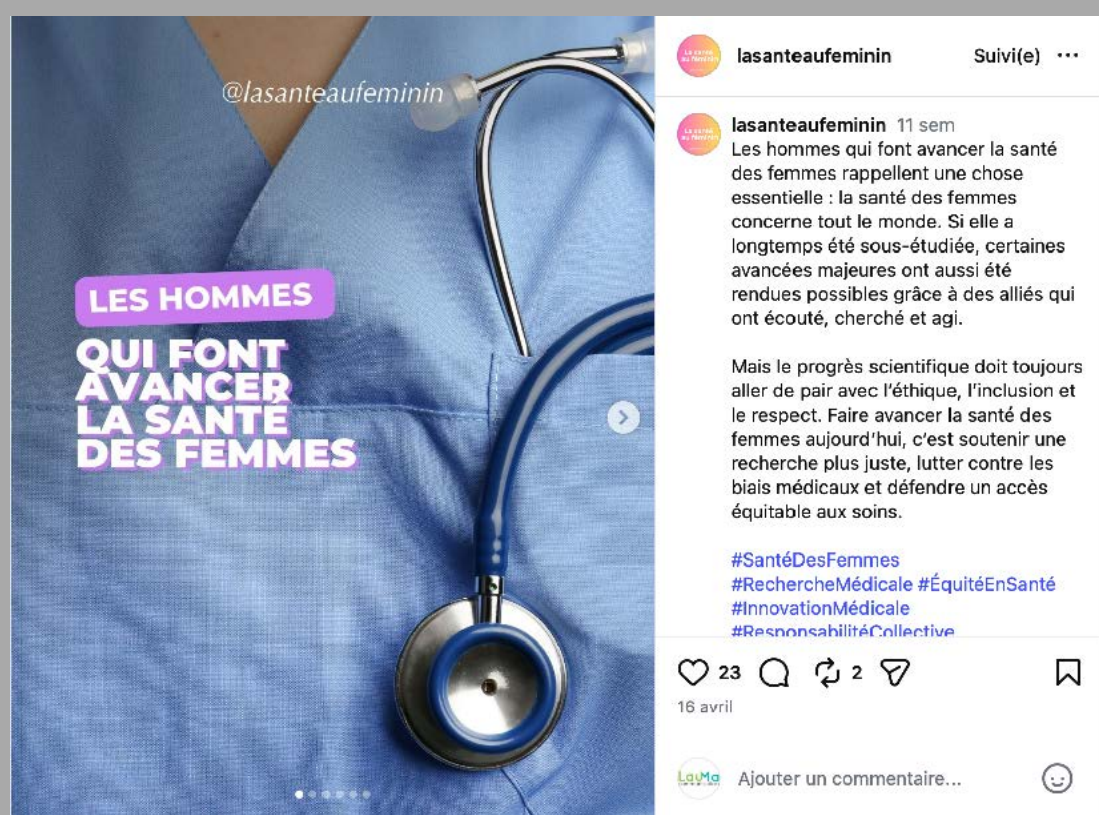 @lasanteaufeminin
LES HOMMES
QUI FONT
AVANCER
LA SANTÉ
DES FEMMES
lasanteaufeminin
Suivi(e)
lasanteaufeminin 11 sem
Les hommes qui font avancer la santé
des femmes rappellent une chose
essentielle : la santé des femmes
concerne tout le monde. Si elle a
longtemps été sous-étudiée, certaines
avancées majeures ont aussi été
rendues possibles grâce à des alliés qui
ont écouté, cherché et agi.
Mais le progrès scientifique doit toujours
aller de pair avec l'éthique, l'inclusion et
le respect. Faire avancer la santé des
femmes aujourd'hui, c'est soutenir une
recherche plus juste, lutter contre les
biais médicaux et défendre un accès
équitable aux soins.
#SantéDesFemmes
#RechercheMédicale #ÉquitéEnSanté
#InnovationMédicale
#ResponsabilitéCollective
23
2
16 avril
LayMa
Ajouter un commentaire...